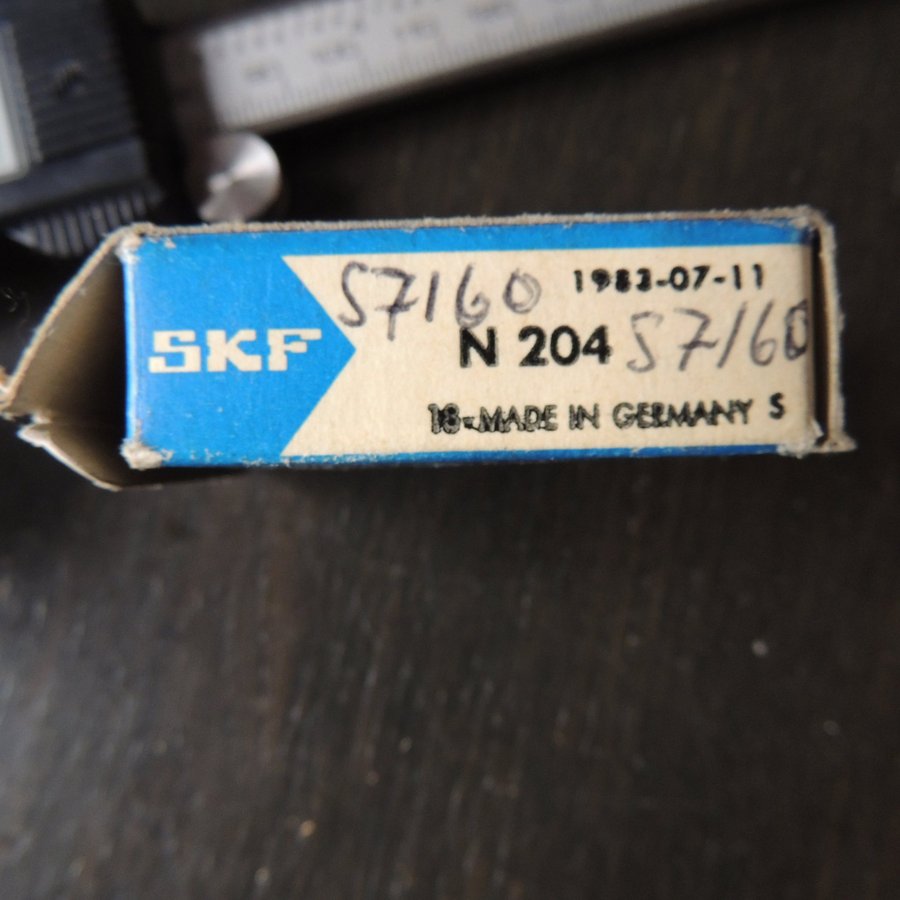 SKF
S7160 1983-07-11
N 204 S7160
18-MADE IN GERMANY S